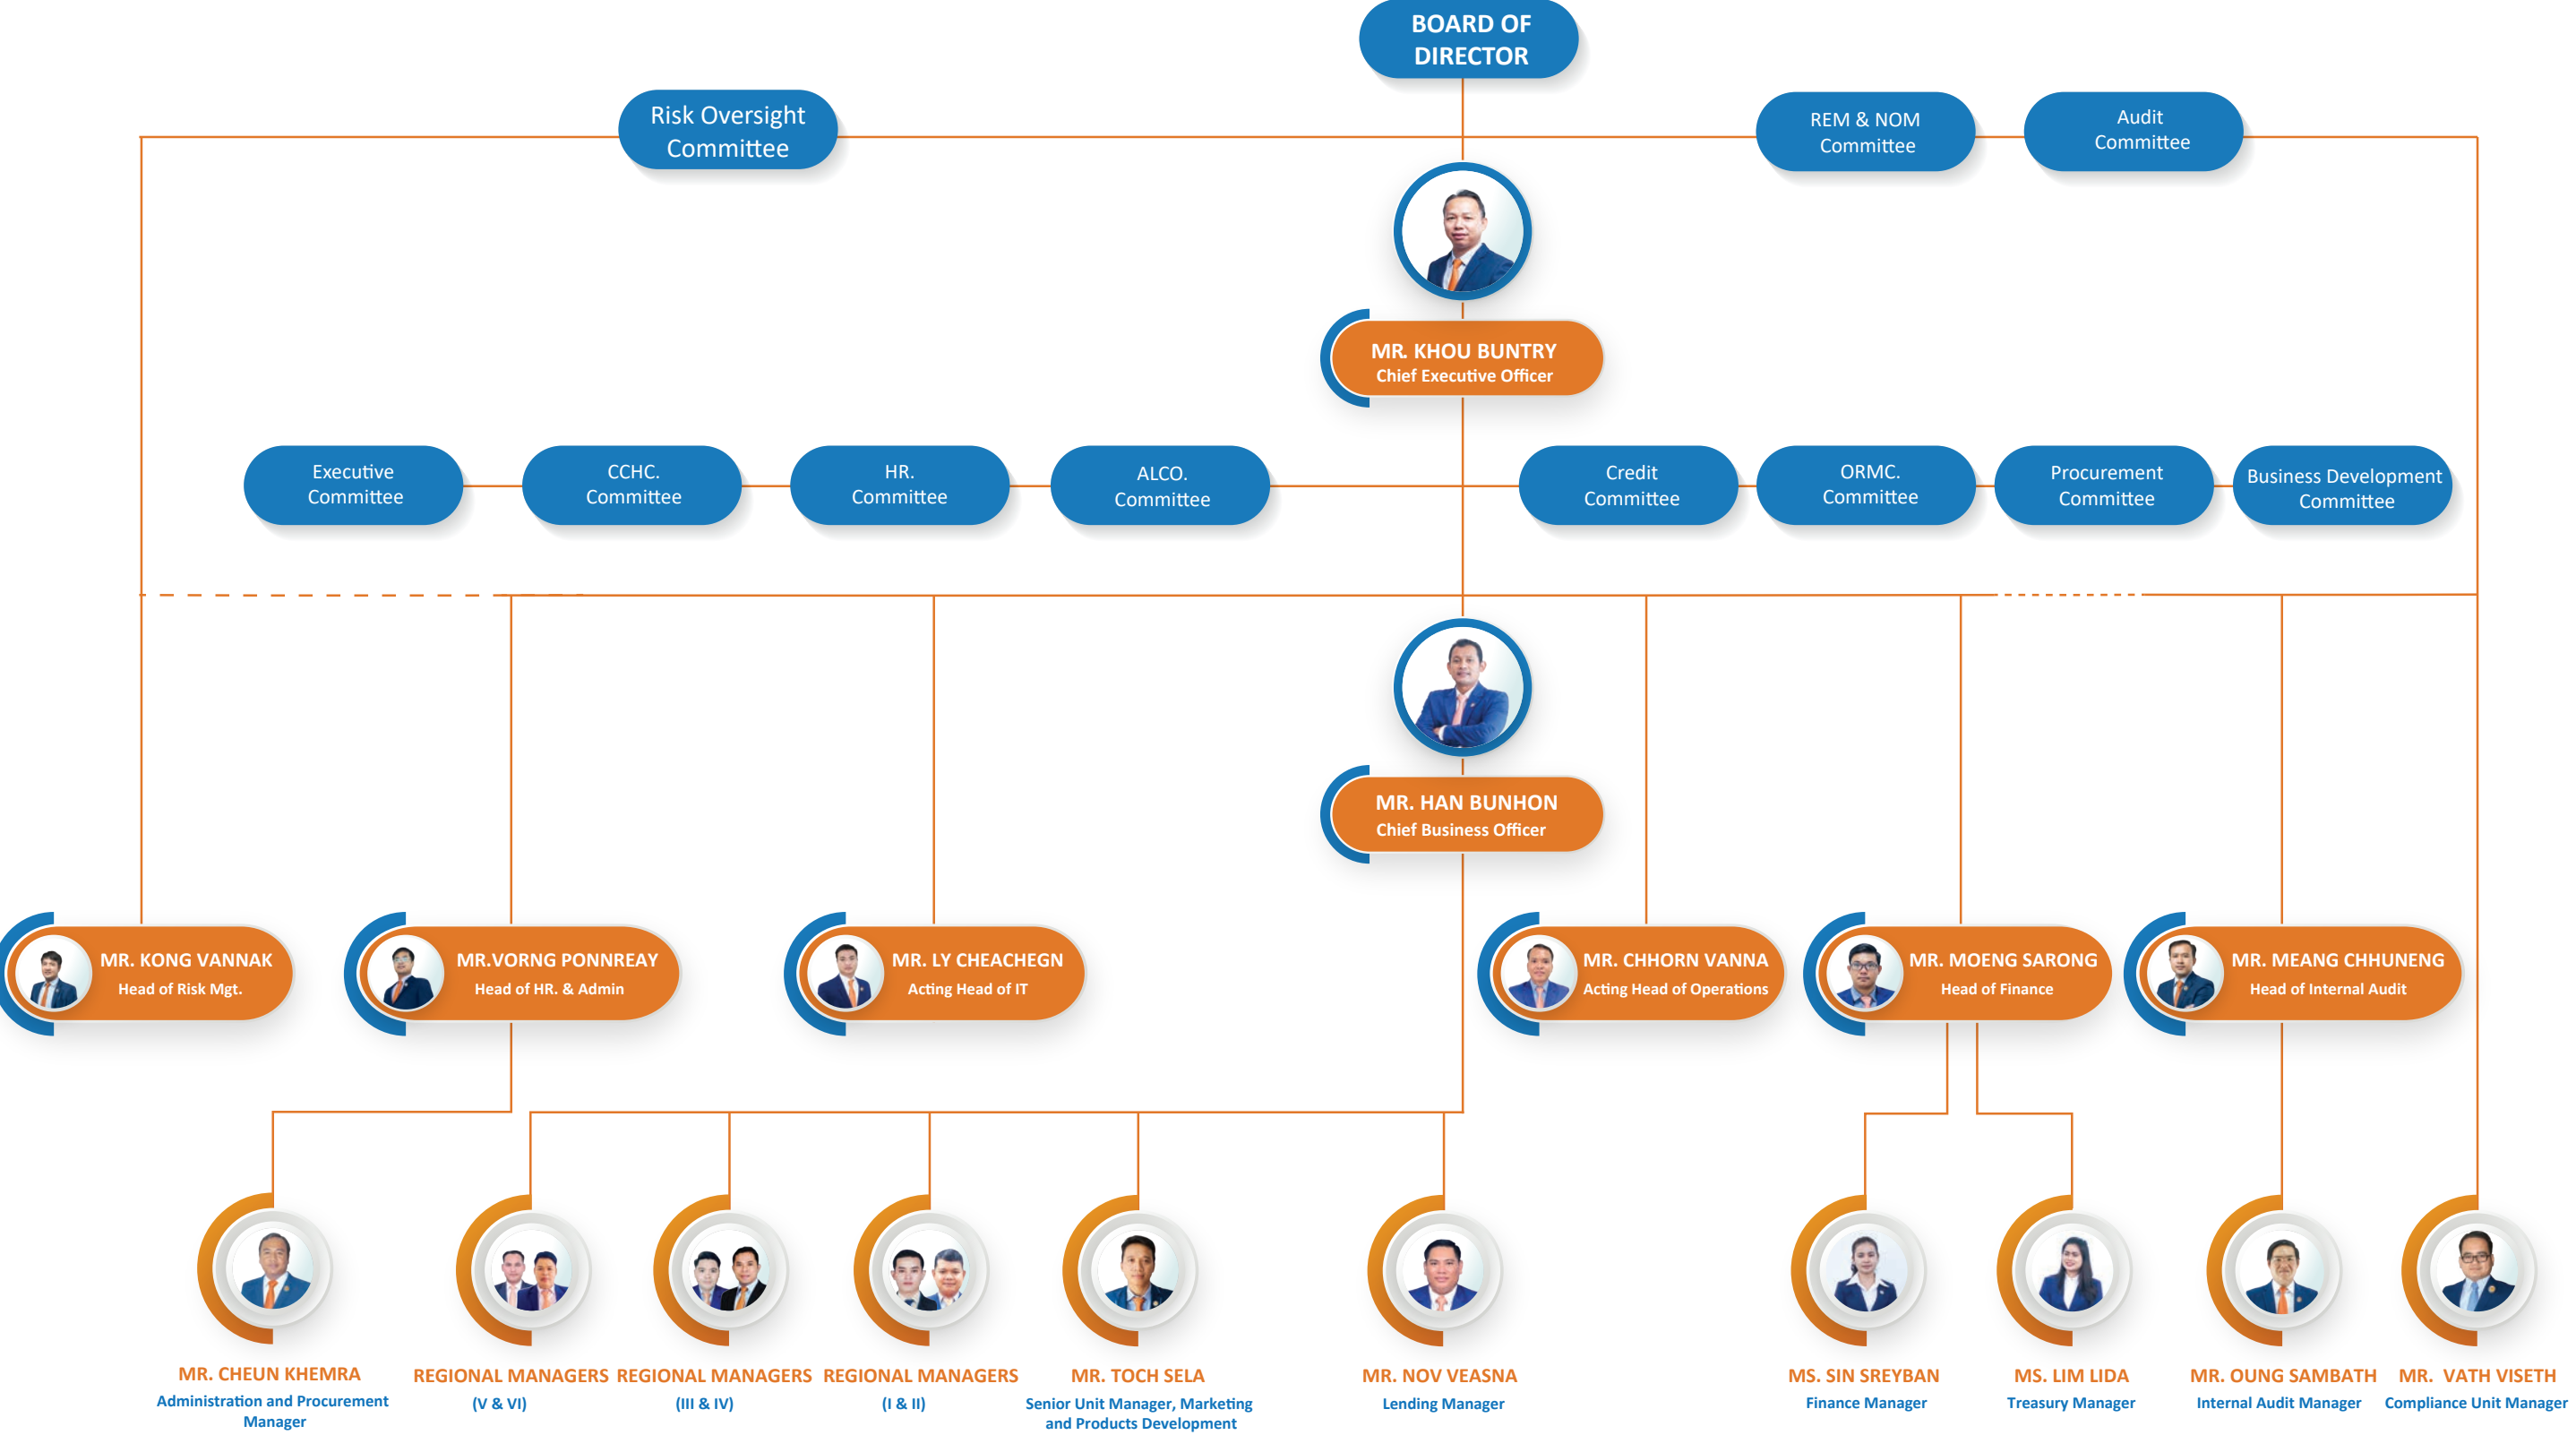 BOARD OF
DIRECTOR
Risk Oversight
Committee
REM & NOM
Committee
Audit
Committee
MR. KHOU BUNTRY
Chief Executive Officer
Executive
Committee
CCHC.
Committee
HR.
Committee
ALCO.
Committee
Credit
Committee
ORMC.
Committee
Procurement
Committee
Business Development
Committee
MR. HAN BUNHON
Chief Business Officer
MR. KONG VANNAK
Head of Risk Mgt.
MR.VORNG PONNREAY
Head of HR. & Admin
MR. LY CHEACHEGN
Acting Head of IT
MR. CHHORN VANNA
Acting Head of Operations
MR. MOENG SARONG
Head of Finance
MR. MEANG CHHUNENG
Head of Internal Audit
MR. CHEUN KHEMRA
Administration and Procurement
Manager
REGIONAL MANAGERS
(V & VI)
REGIONAL MANAGERS
(III & IV)
REGIONAL MANAGERS
(I & II)
MR. TOCH SELA
Senior Unit Manager, Marketing
and Products Development
MR. NOV VEASNA
Lending Manager
MS. SIN SREYBAN
Finance Manager
MS. LIM LIDA
Treasury Manager
MR. OUNG SAMBATH
Internal Audit Manager
MR. VATH VISETH
Compliance Unit Manager